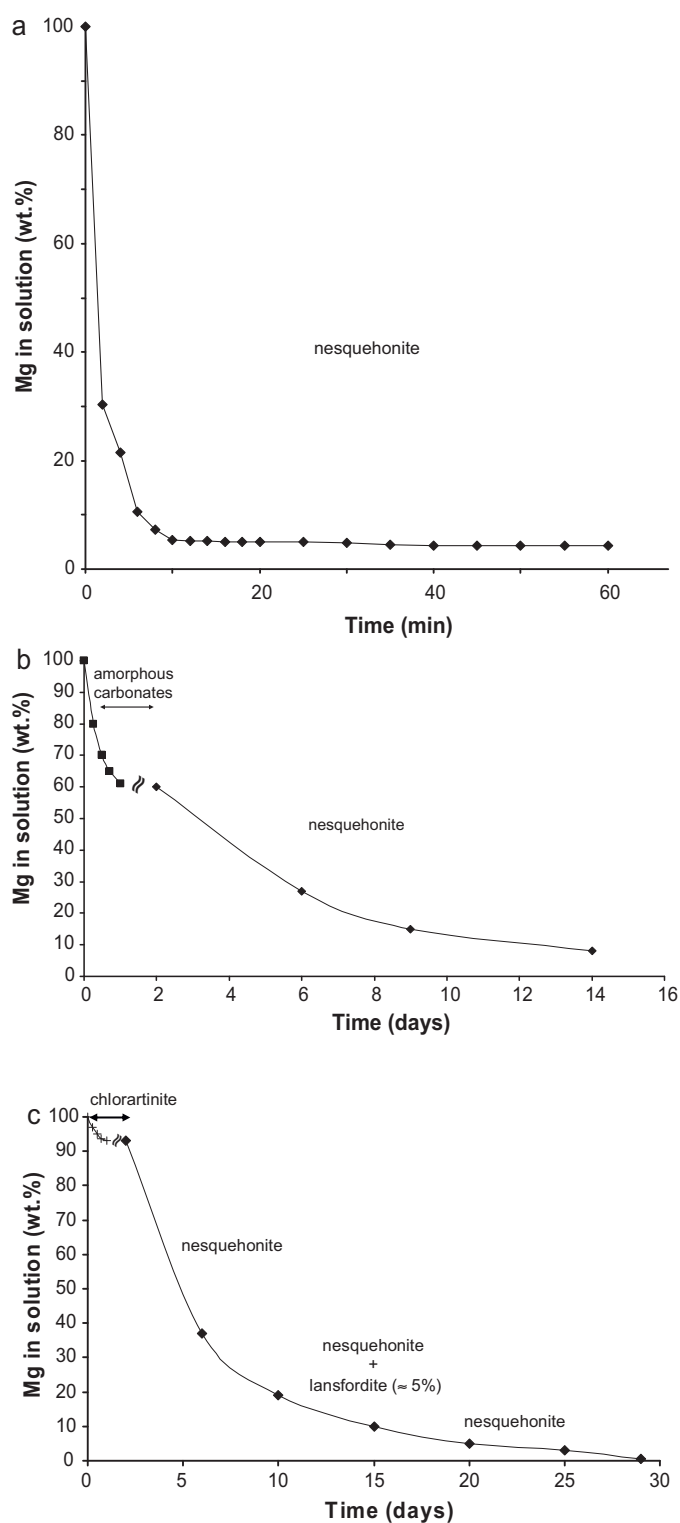 a
100
80
60
40
20
0
Mg in solution (wt.%)
nesquehonite
20
40
60
Time (min)
b
100
90
80
70
60
50
40
30
20
10
0
Mg in solution (wt.%)
amorphous
carbonates
nesquehonite
0
2
4
6
8
10
12
14
16
Time (days)
c
100
90
80
70
60
50
40
30
20
10
0
Mg in solution (wt.%)
chlorartinite
nesquehonite
nesquehonite
+
lansfordite (≈ 5%)
nesquehonite
0
5
10
15
20
25
30
Time (days)